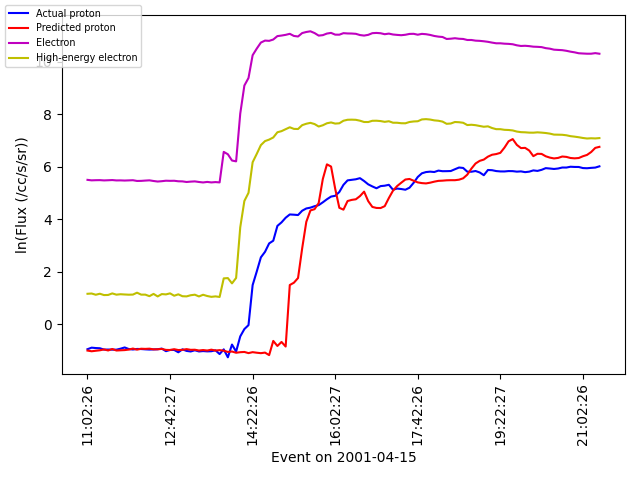 Actual proton
Predicted proton
Electron
High-energy electron
ln(Flux (/cc/s/sr))
8
6
4
2
0
11:02:26
12:42:27
14:22:26
16:02:27
17:42:26
19:22:27
21:02:26
Event on 2001-04-15